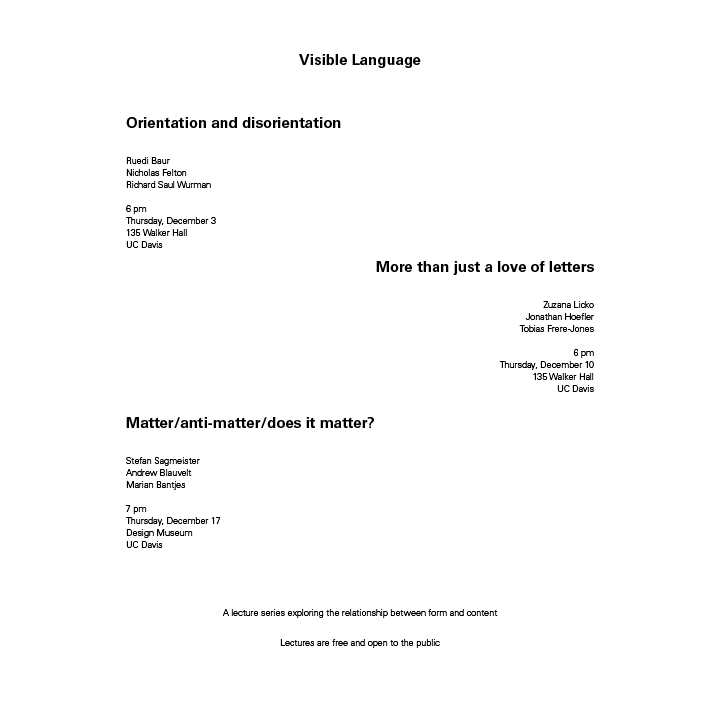 Visible Language
Orientation and disorientation
Ruedi Baur
Nicholas Felton
Richard Saul Wurman
6 pm
Thursday, December 3
135 Walker Hall
UC Davis
More than just a love of letters
Zuzana Licko
Jonathan Hoefler
Tobias Frere-Jones
6 pm
Thursday, December 10
135 Walker Hall
UC Davis
Matter/anti-matter/does it matter?
Stefan Sagmeister
Andrew Blauvelt
Marian Bantjes
7 pm
Thursday, December 17
Design Museum
UC Davis
A lecture series exploring the relationship between form and content
Lectures are free and open to the public